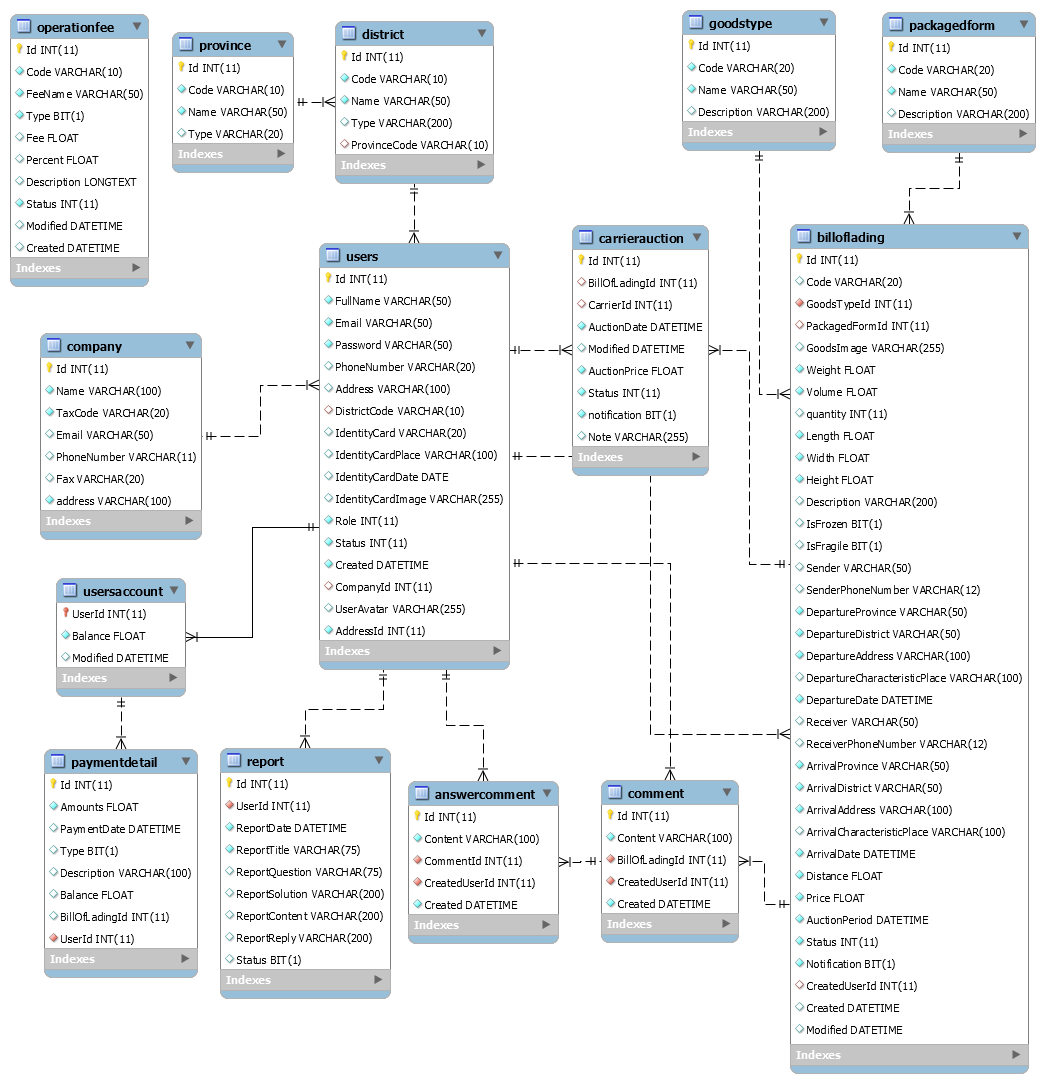 operationfee
Id INT(11)
Code VARCHAR(10)
FeeName VARCHAR(50)
Type BIT(1)
Fee FLOAT
Percent FLOAT
Description LONGTEXT
Status INT(11)
Modified DATETIME
Created DATETIME
Indexes
province
Id INT(11)
Code VARCHAR(10)
Name VARCHAR(50)
Type VARCHAR(20)
Indexes
district
Id INT(11)
Code VARCHAR(10)
Name VARCHAR(50)
Type VARCHAR(200)
ProvinceCode VARCHAR(10)
Indexes
goodstype
Id INT(11)
Code VARCHAR(20)
Name VARCHAR(50)
Description VARCHAR(200)
Indexes
packagedform
Id INT(11)
Code VARCHAR(20)
Name VARCHAR(50)
Description VARCHAR(200)
Indexes
company
Id INT(11)
Name VARCHAR(100)
TaxCode VARCHAR(20)
Email VARCHAR(50)
PhoneNumber VARCHAR(11)
Fax VARCHAR(20)
address VARCHAR(100)
Indexes
users
Id INT(11)
FullName VARCHAR(50)
Email VARCHAR(50)
Password VARCHAR(50)
PhoneNumber VARCHAR(20)
Address VARCHAR(100)
DistrictCode VARCHAR(10)
IdentityCard VARCHAR(20)
IdentityCardPlace VARCHAR(100)
IdentityCardDate DATE
IdentityCardImage VARCHAR(255)
Role INT(11)
Status INT(11)
Created DATETIME
CompanyId INT(11)
UserAvatar VARCHAR(255)
AddressId INT(11)
Indexes
carrierauction
Id INT(11)
BillOfLadingId INT(11)
CarrierId INT(11)
AuctionDate DATETIME
Modified DATETIME
AuctionPrice FLOAT
Status INT(11)
notification BIT(1)
Note VARCHAR(255)
Indexes
billoflading
Id INT(11)
Code VARCHAR(20)
GoodsTypeId INT(11)
PackagedFormId INT(11)
GoodsImage VARCHAR(255)
Weight FLOAT
Volume FLOAT
quantity INT(11)
Length FLOAT
Width FLOAT
Height FLOAT
Description VARCHAR(200)
IsFrozen BIT(1)
IsFragile BIT(1)
Sender VARCHAR(50)
SenderPhoneNumber VARCHAR(12)
DepartureProvince VARCHAR(50)
DepartureDistrict VARCHAR(50)
DepartureAddress VARCHAR(100)
DepartureCharacteristicPlace VARCHAR(100)
DepartureDate DATETIME
Receiver VARCHAR(50)
ReceiverPhoneNumber VARCHAR(12)
ArrivalProvince VARCHAR(50)
ArrivalDistrict VARCHAR(50)
ArrivalAddress VARCHAR(100)
ArrivalCharacteristicPlace VARCHAR(100)
ArrivalDate DATETIME
Distance FLOAT
Price FLOAT
AuctionPeriod DATETIME
Status INT(11)
Notification BIT(1)
CreatedUserId INT(11)
Created DATETIME
Modified DATETIME
Indexes
usersaccount
UserId INT(11)
Balance FLOAT
Modified DATETIME
Indexes
paymentdetail
Id INT(11)
Amounts FLOAT
PaymentDate DATETIME
Type BIT(1)
Description VARCHAR(100)
Balance FLOAT
BillOfLadingId INT(11)
UserId INT(11)
Indexes
report
Id INT(11)
UserId INT(11)
ReportDate DATETIME
ReportTitle VARCHAR(75)
ReportQuestion VARCHAR(75)
ReportSolution VARCHAR(200)
ReportContent VARCHAR(200)
ReportReply VARCHAR(200)
Status BIT(1)
Indexes
answercomment
Id INT(11)
Content VARCHAR(100)
CommentId INT(11)
CreatedUserId INT(11)
Created DATETIME
Indexes
comment
Id INT(11)
Content VARCHAR(100)
BillOfLadingId INT(11)
CreatedUserId INT(11)
Created DATETIME
Indexes